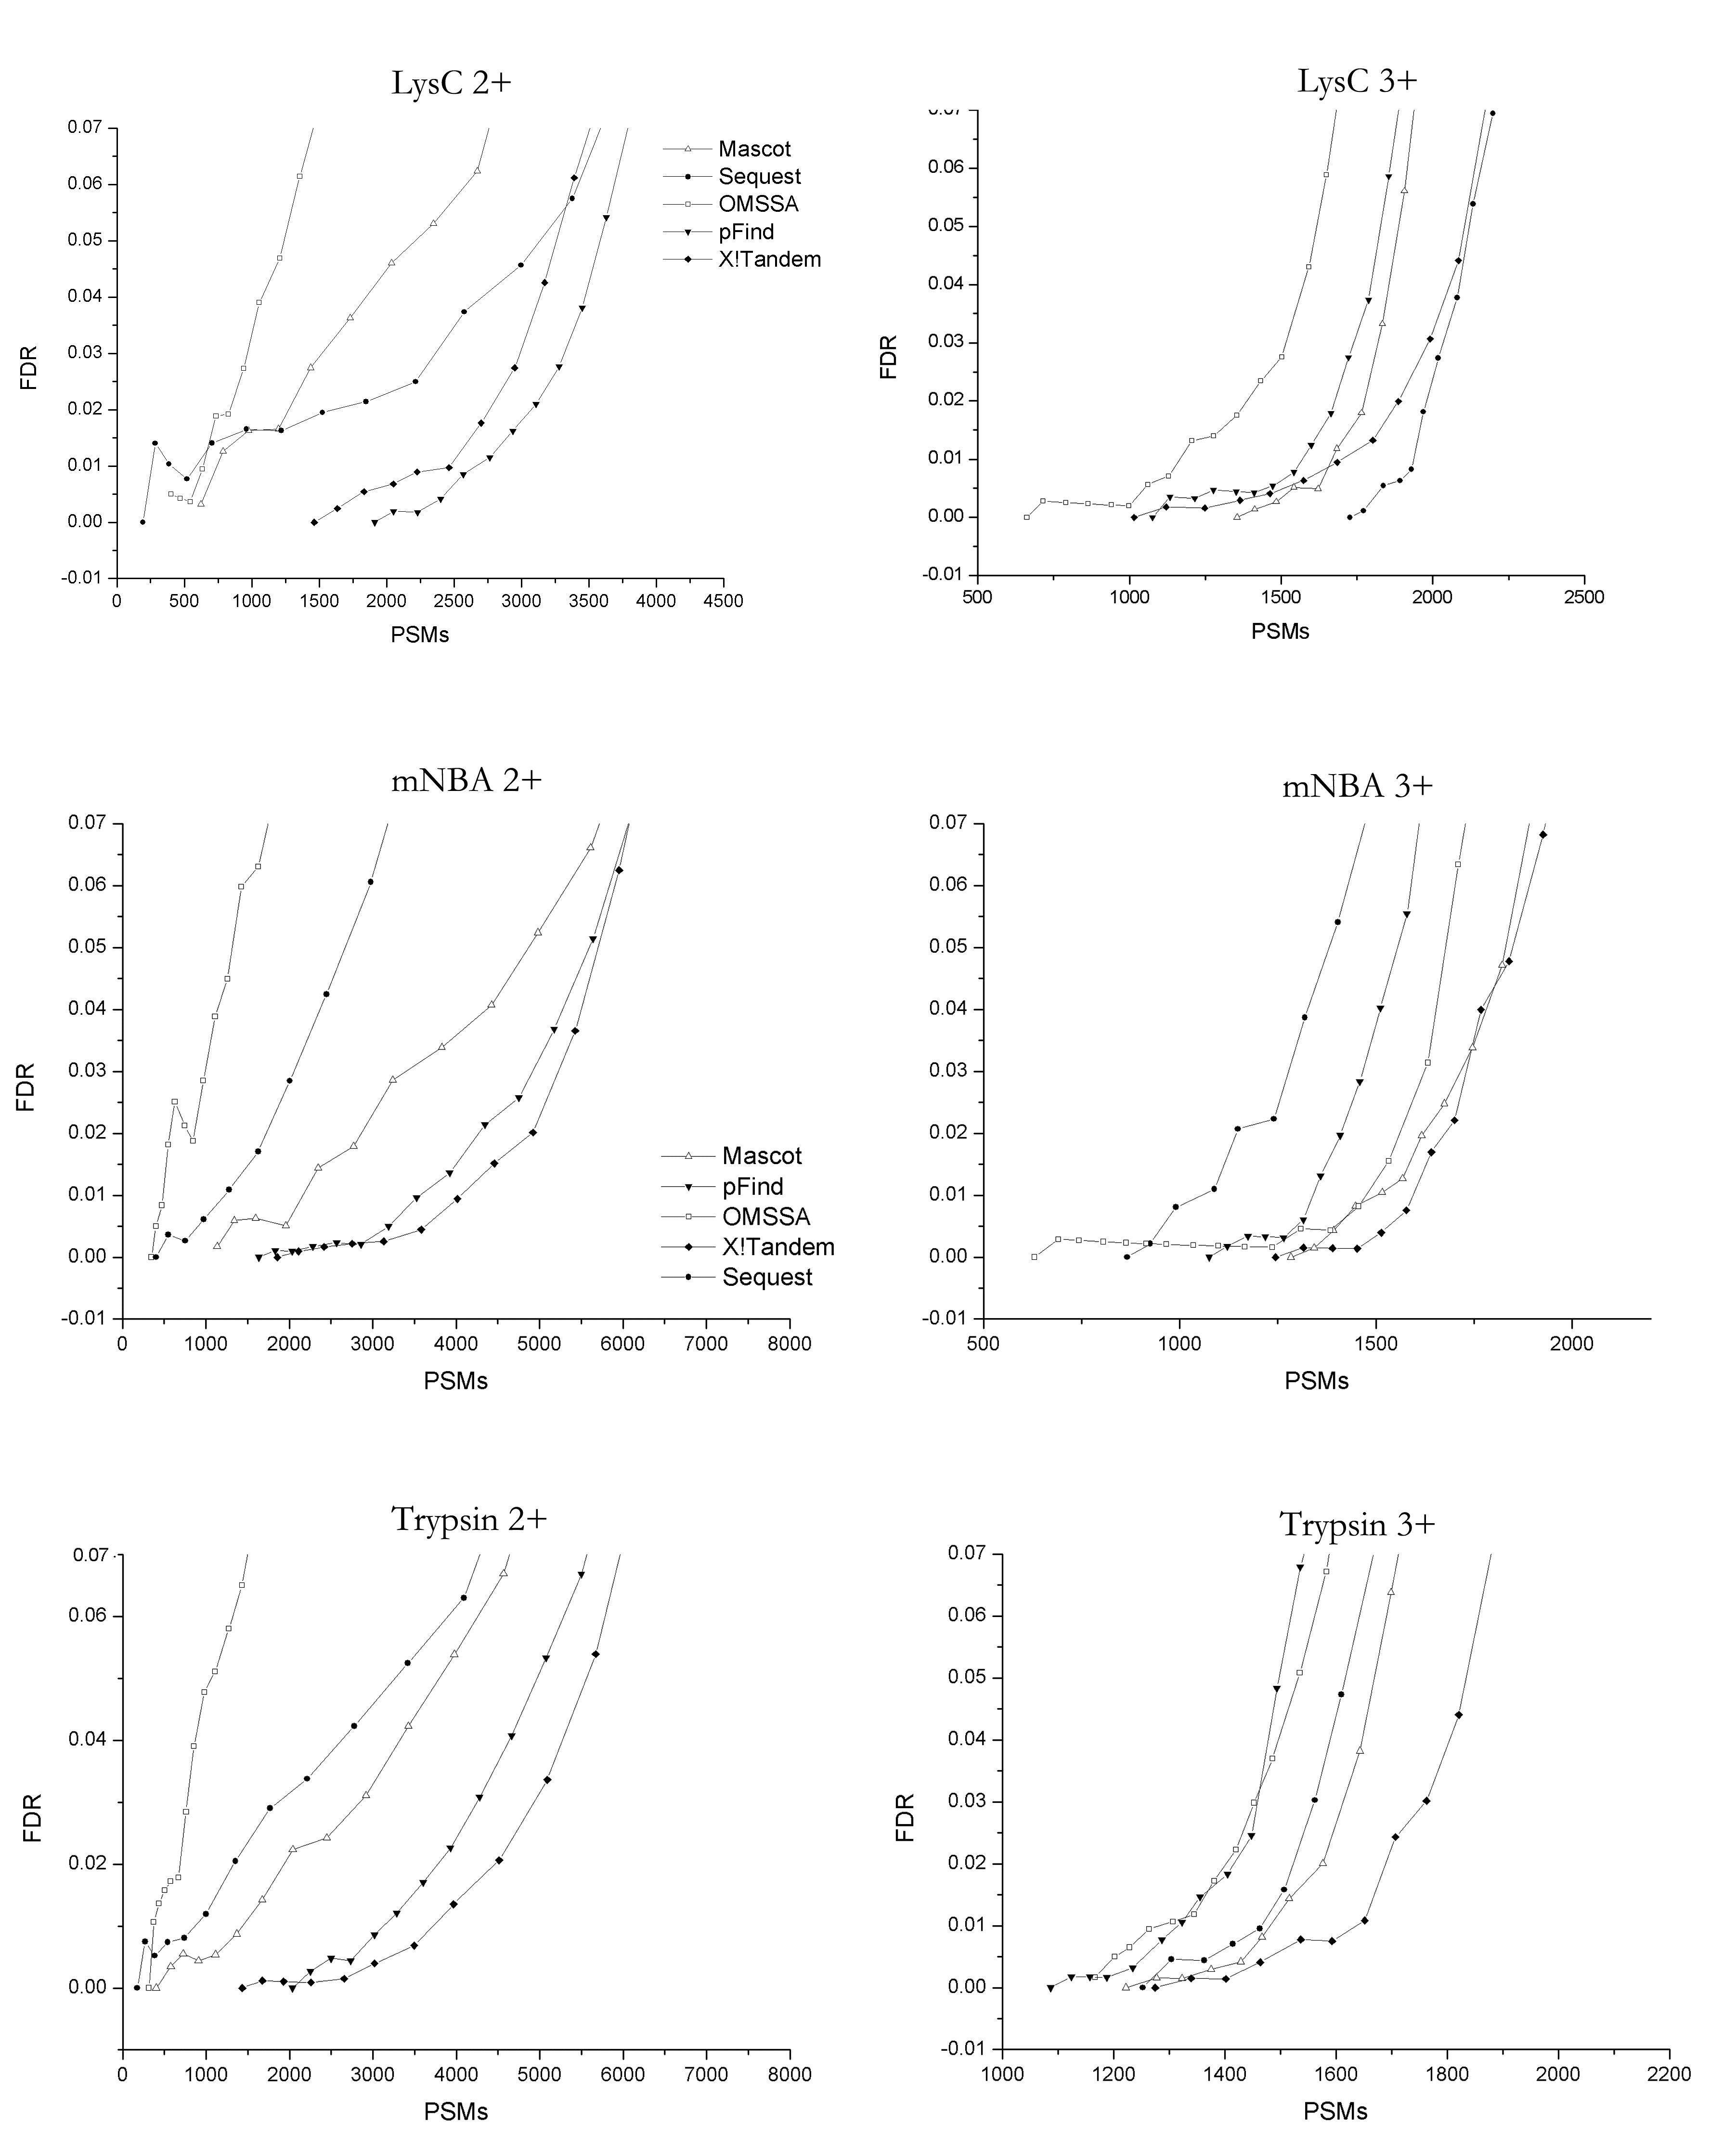 LysC 2+
0.07
0.06
0.05
0.04
0.03
0.02
0.01
0.00
-0.01
FDR
0 500 1000 1500 2000 2500 3000 3500 4000 4500
PSMs
Mascot
Sequest
OMSSA
pFind
X!Tandem
LysC 3+
0.07
0.06
0.05
0.04
0.03
0.02
0.01
0.00
-0.01
FDR
500 1000 1500 2000 2500
PSMs
mNBA 2+
0.07
0.06
0.05
0.04
0.03
0.02
0.01
0.00
-0.01
FDR
0 1000 2000 3000 4000 5000 6000 7000 8000
PSMs
Mascot
pFind
OMSSA
X!Tandem
Sequest
mNBA 3+
0.07
0.06
0.05
0.04
0.03
0.02
0.01
0.00
-0.01
FDR
500 1000 1500 2000
PSMs
Trypsin 2+
0.07
0.06
0.04
0.02
0.00
FDR
0 1000 2000 3000 4000 5000 6000 7000 8000
PSMs
Trypsin 3+
0.07
0.06
0.05
0.04
0.03
0.02
0.01
0.00
-0.01
FDR
1000 1200 1400 1600 1800 2000 2200
PSMs